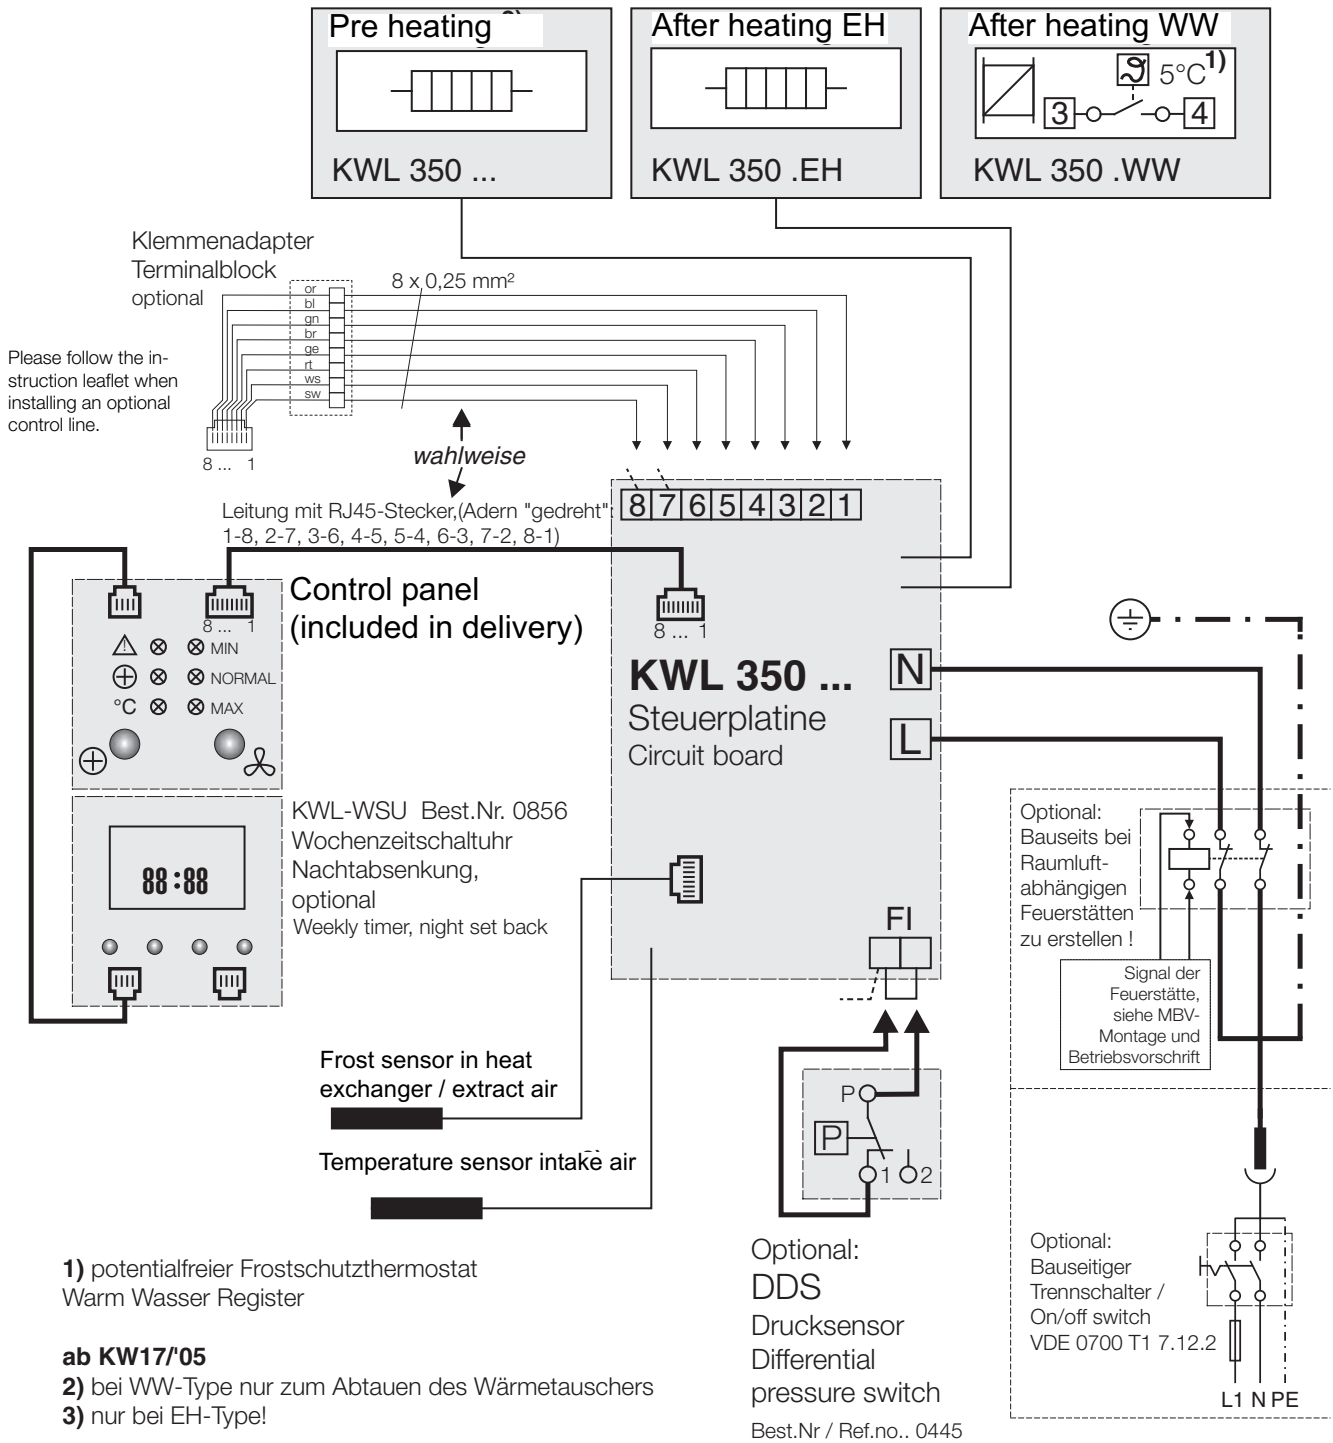 Pre heating
KWL 350 ...
After heating EH
KWL 350 .EH
After heating WW
5°C 1)
3 4
KWL 350 .WW
Klemmenadapter
Terminalblock
optional
or
bl
gn
br
ge
rt
ws
sw
8 x 0,25 mm²
Please follow the in-
struction leaflet when
installing an optional
control line.
8 ... 1
wahlweise
Leitung mit RJ45-Stecker,(Adern "gedreht":
1-8, 2-7, 3-6, 4-5, 5-4, 6-3, 7-2, 8-1)
8 7 6 5 4 3 2 1
Control panel
(included in delivery)
8 ... 1
MIN
NORMAL
°C MAX
8 ... 1
KWL 350 ...
Steuerplatine
Circuit board
N
L
FI
KWL-WSU Best.Nr. 0856
Wochenzeitschaltuhr
Nachtabsenkung,
optional
Weekly timer, night set back
88:88
Optional:
Bauseits bei
Raumluft-
abhängigen
Feuerstätten
zu erstellen !
Signal der
Feuerstätte,
siehe MBV-
Montage und
Betriebsvorschrift
Frost sensor in heat
exchanger / extract air
Temperature sensor intake air
P
P
1 2
Optional:
DDS
Drucksensor
Differential
pressure switch
Best.Nr / Ref.no.. 0445
Optional:
Bauseitiger
Trennschalter /
On/off switch
VDE 0700 T1 7.12.2
L1 N PE
1) potentialfreier Frostschutzthermostat
Warm Wasser Register
ab KW17/'05
2) bei WW-Type nur zum Abtauen des Wärmetauschers
3) nur bei EH-Type!